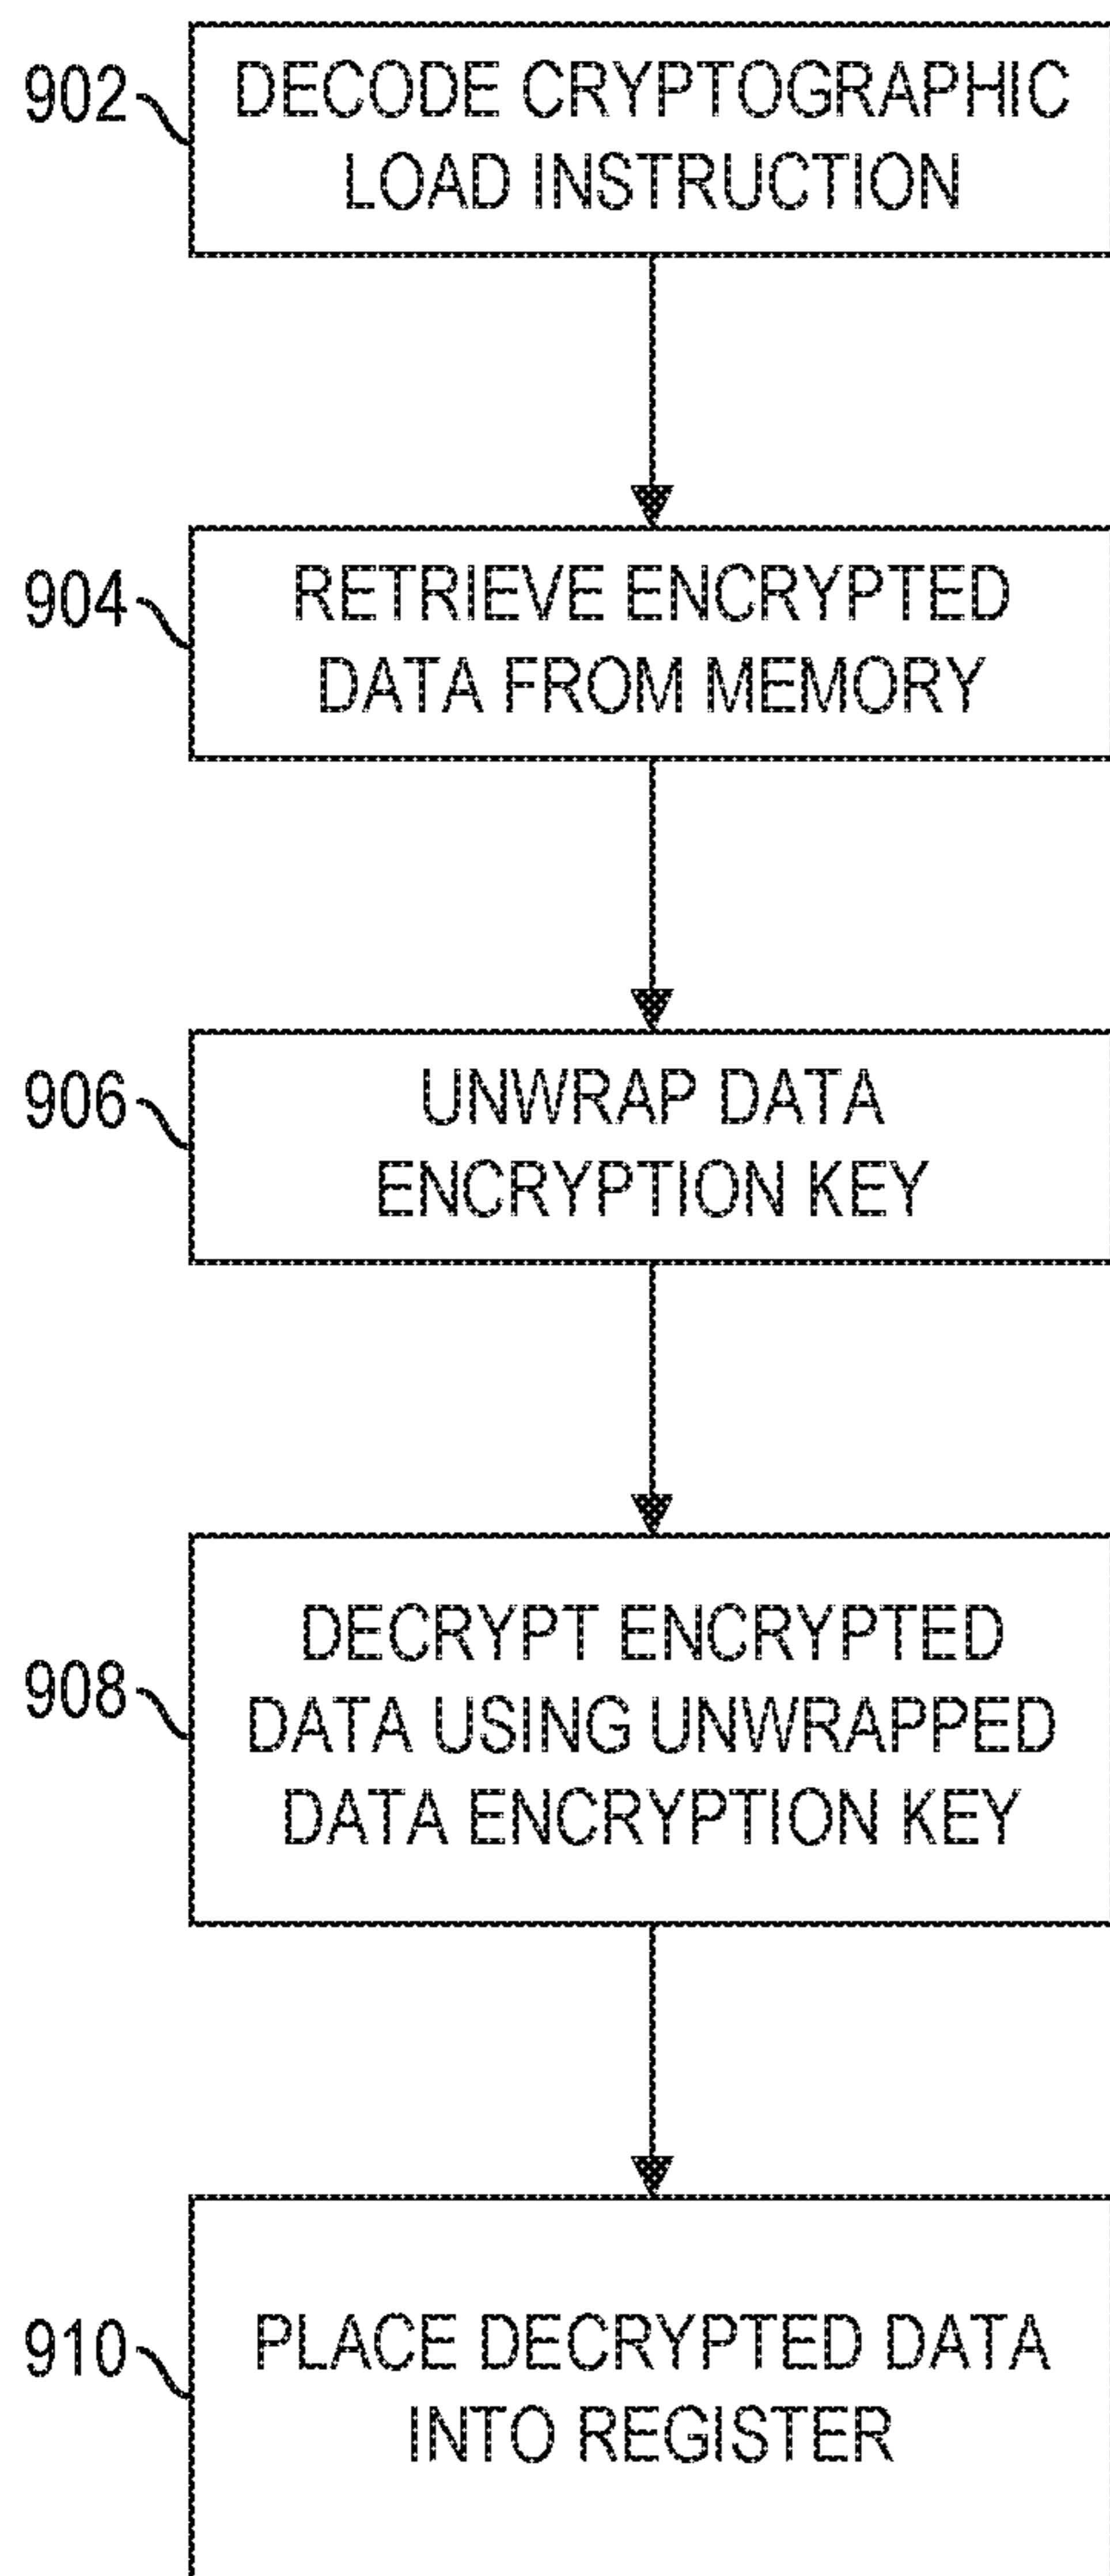 902
DECODE CRYPTOGRAPHIC
LOAD INSTRUCTION
904
RETRIEVE ENCRYPTED
DATA FROM MEMORY
906
UNWRAP DATA
ENCRYPTION KEY
908
DECRYPT ENCRYPTED
DATA USING UNWRAPPED
DATA ENCRYPTION KEY
910
PLACE DECRYPTED DATA
INTO REGISTER